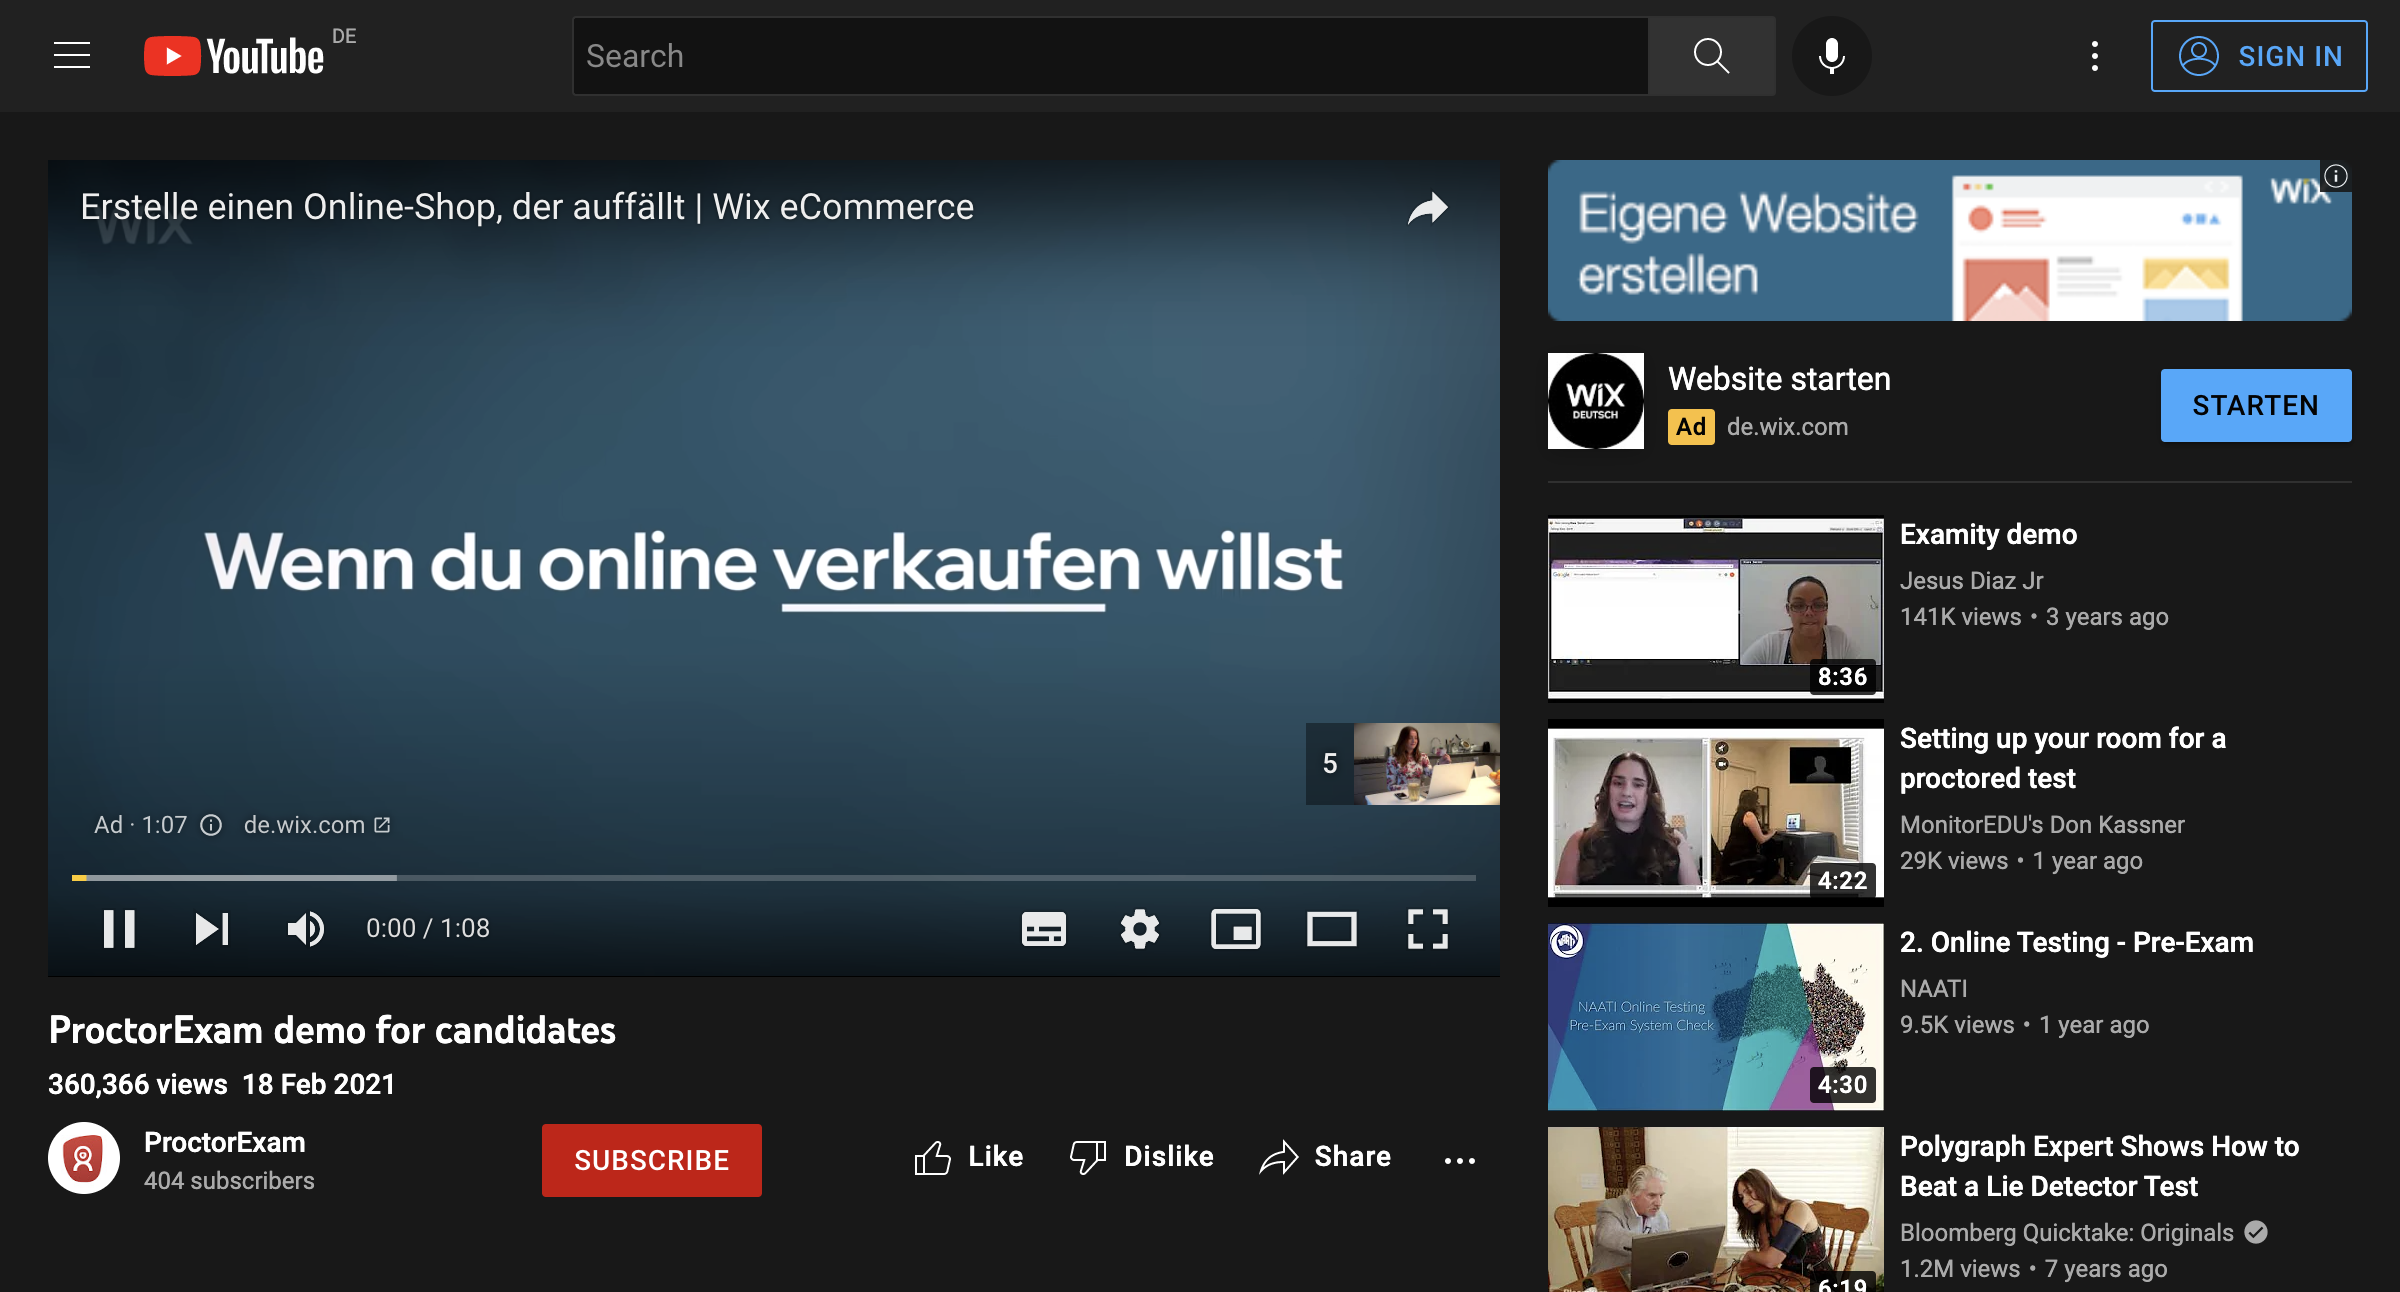 YouTube DE
Search
SIGN IN
Erstelle einen Online-Shop, der auffällt | Wix eCommerce
WiX
Wenn du online verkaufen willst
5
Ad · 1:07 de.wix.com
0:00 / 1:08
ProctorExam demo for candidates
360,366 views 18 Feb 2021
ProctorExam
404 subscribers
SUBSCRIBE
Like
Dislike
Share
Eigene Website
erstellen
WiX
WiX
DEUTSCH
Website starten
Ad de.wix.com
STARTEN
8:36
Examity demo
Jesus Diaz Jr
141K views • 3 years ago
4:22
Setting up your room for a
proctored test
MonitorEDU's Don Kassner
29K views • 1 year ago
NAATI Online Testing
Pre-Exam System Check
4:30
2. Online Testing - Pre-Exam
NAATI
9.5K views • 1 year ago
6:19
Polygraph Expert Shows How to
Beat a Lie Detector Test
Bloomberg Quicktake: Originals
1.2M views • 7 years ago